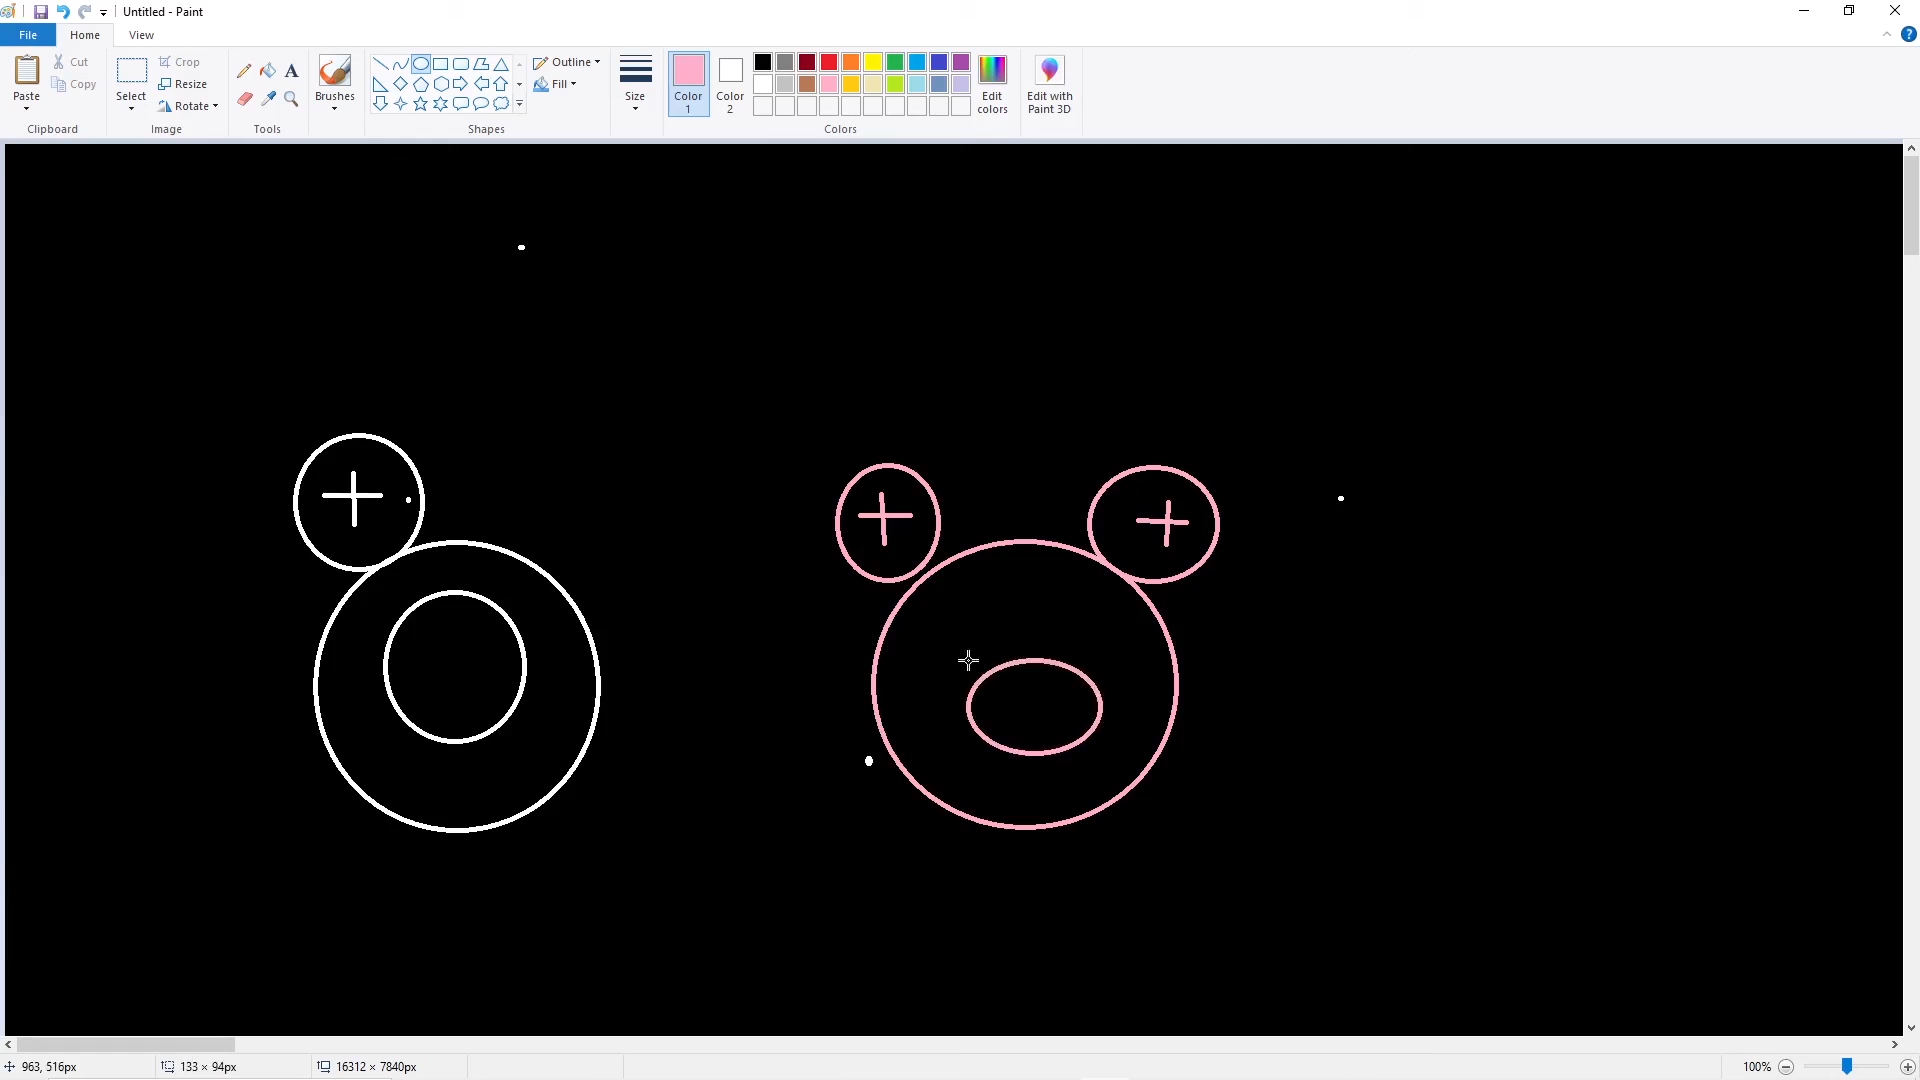 Untitled - Paint
File Home View
Paste Cut Copy Clipboard
Select Crop Resize Rotate Image
A Tools
Brushes
Outline Fill Shapes
Size
Color 1 Color 2 Edit colors Colors
Edit with Paint 3D
963, 516px 133 × 94px 16312 × 7840px 100%